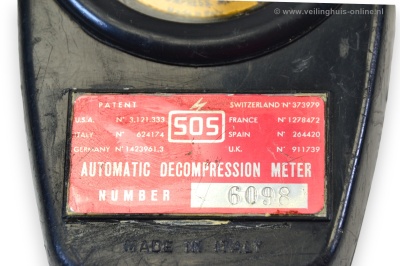 © www.veilinghuis-online.nl
PATENT SWITZERLAND N° 373979
U.S.A. N° 3,121,333 FRANCE N° 1278472
ITALY N° 624174 SOS SPAIN N° 264420
GERMANY N° 1423961.3 U.K. N° 911739
AUTOMATIC DECOMPRESSION METER
NUMBER 6098
MADE IN ITALY